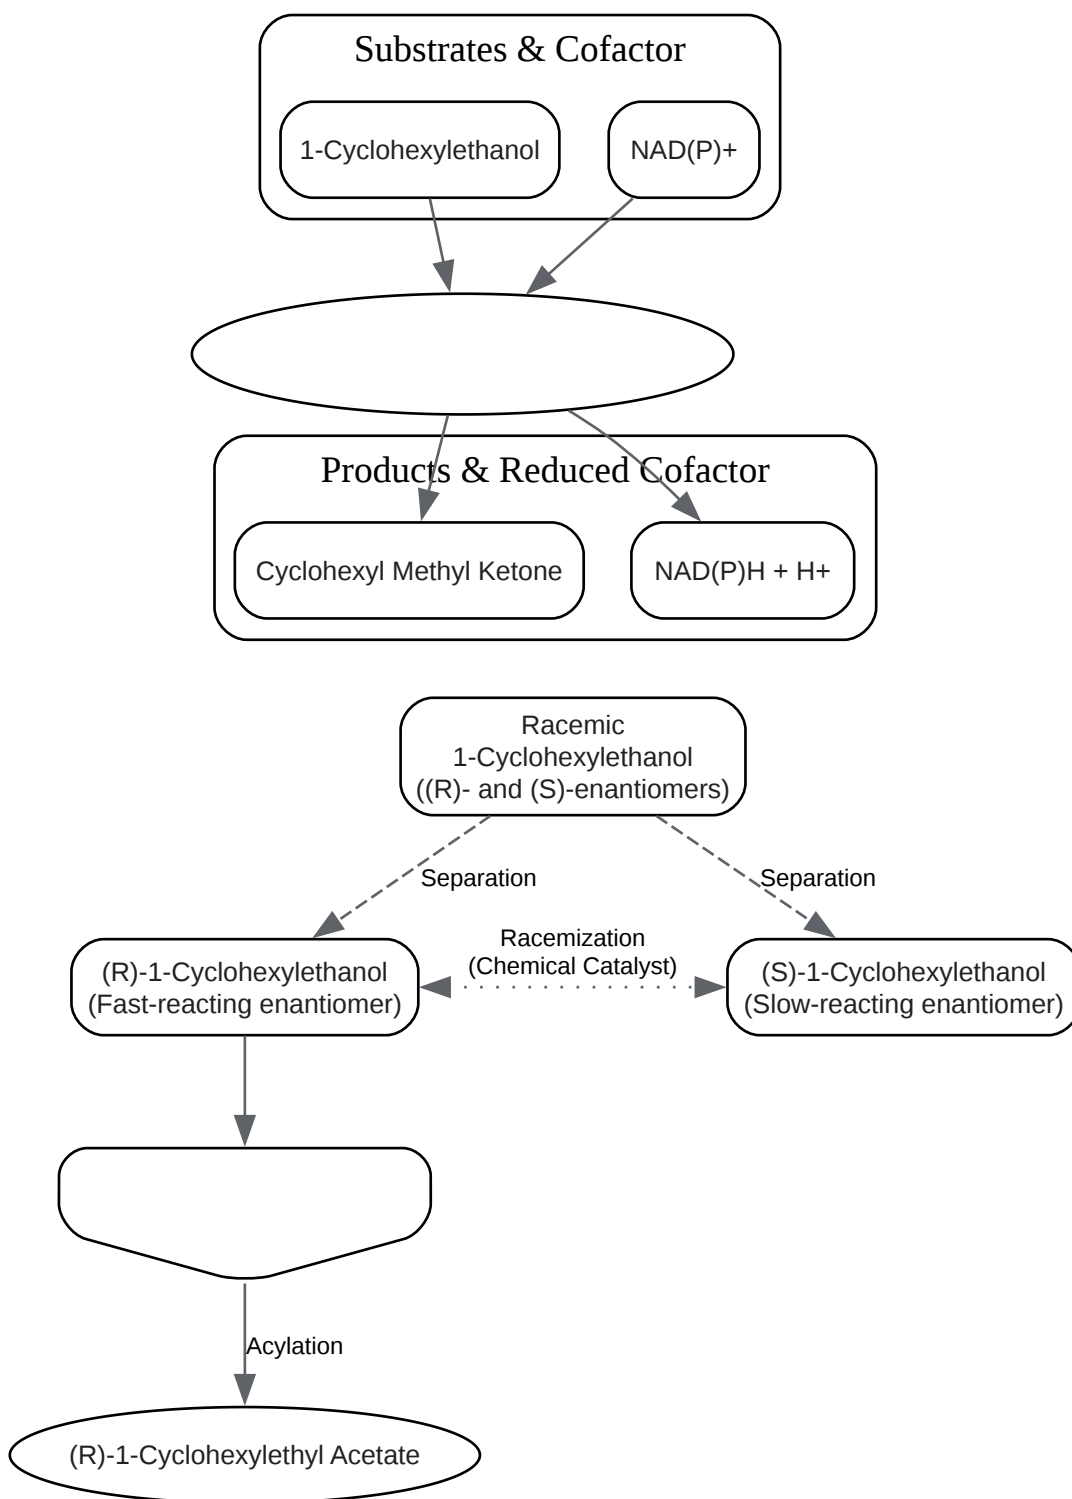 Substrates & Cofactor
1-Cyclohexylethanol
NAD(P)+
Products & Reduced Cofactor
Cyclohexyl Methyl Ketone
NAD(P)H + H+
Racemic
1-Cyclohexylethanol
((R)- and (S)-enantiomers)
Separation
Separation
Racemization
(Chemical Catalyst)
(R)-1-Cyclohexylethanol
(Fast-reacting enantiomer)
(S)-1-Cyclohexylethanol
(Slow-reacting enantiomer)
Acylation
(R)-1-Cyclohexylethyl Acetate